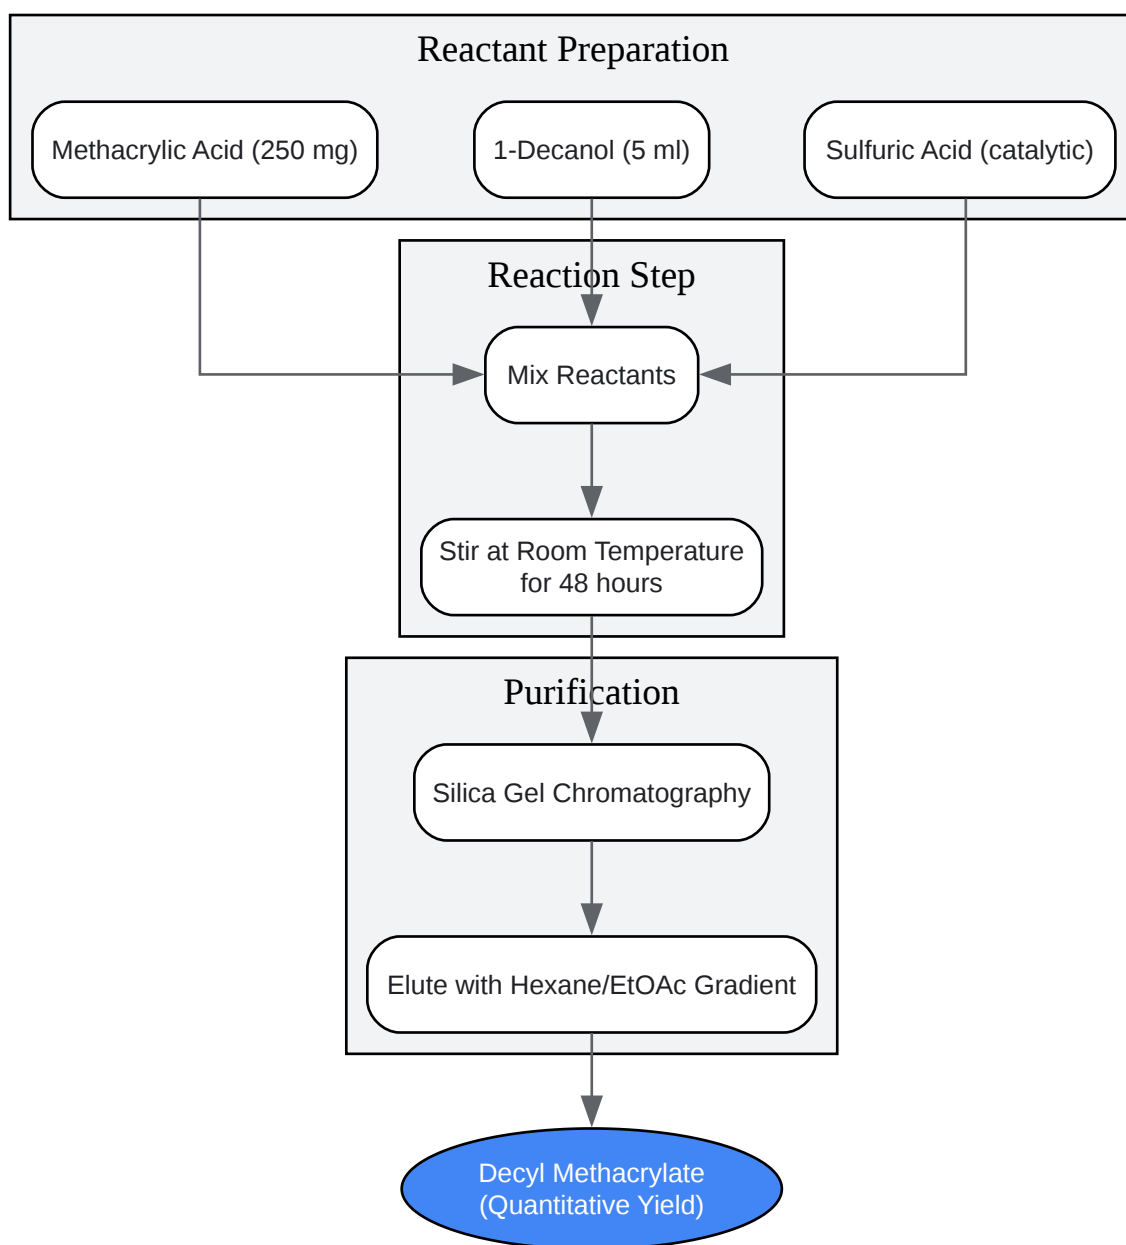 Reactant Preparation
Methacrylic Acid (250 mg)
1-Decanol (5 ml)
Sulfuric Acid (catalytic)
Reaction Step
Mix Reactants
Stir at Room Temperature
for 48 hours
Purification
Silica Gel Chromatography
Elute with Hexane/EtOAc Gradient
Decyl Methacrylate
(Quantitative Yield)